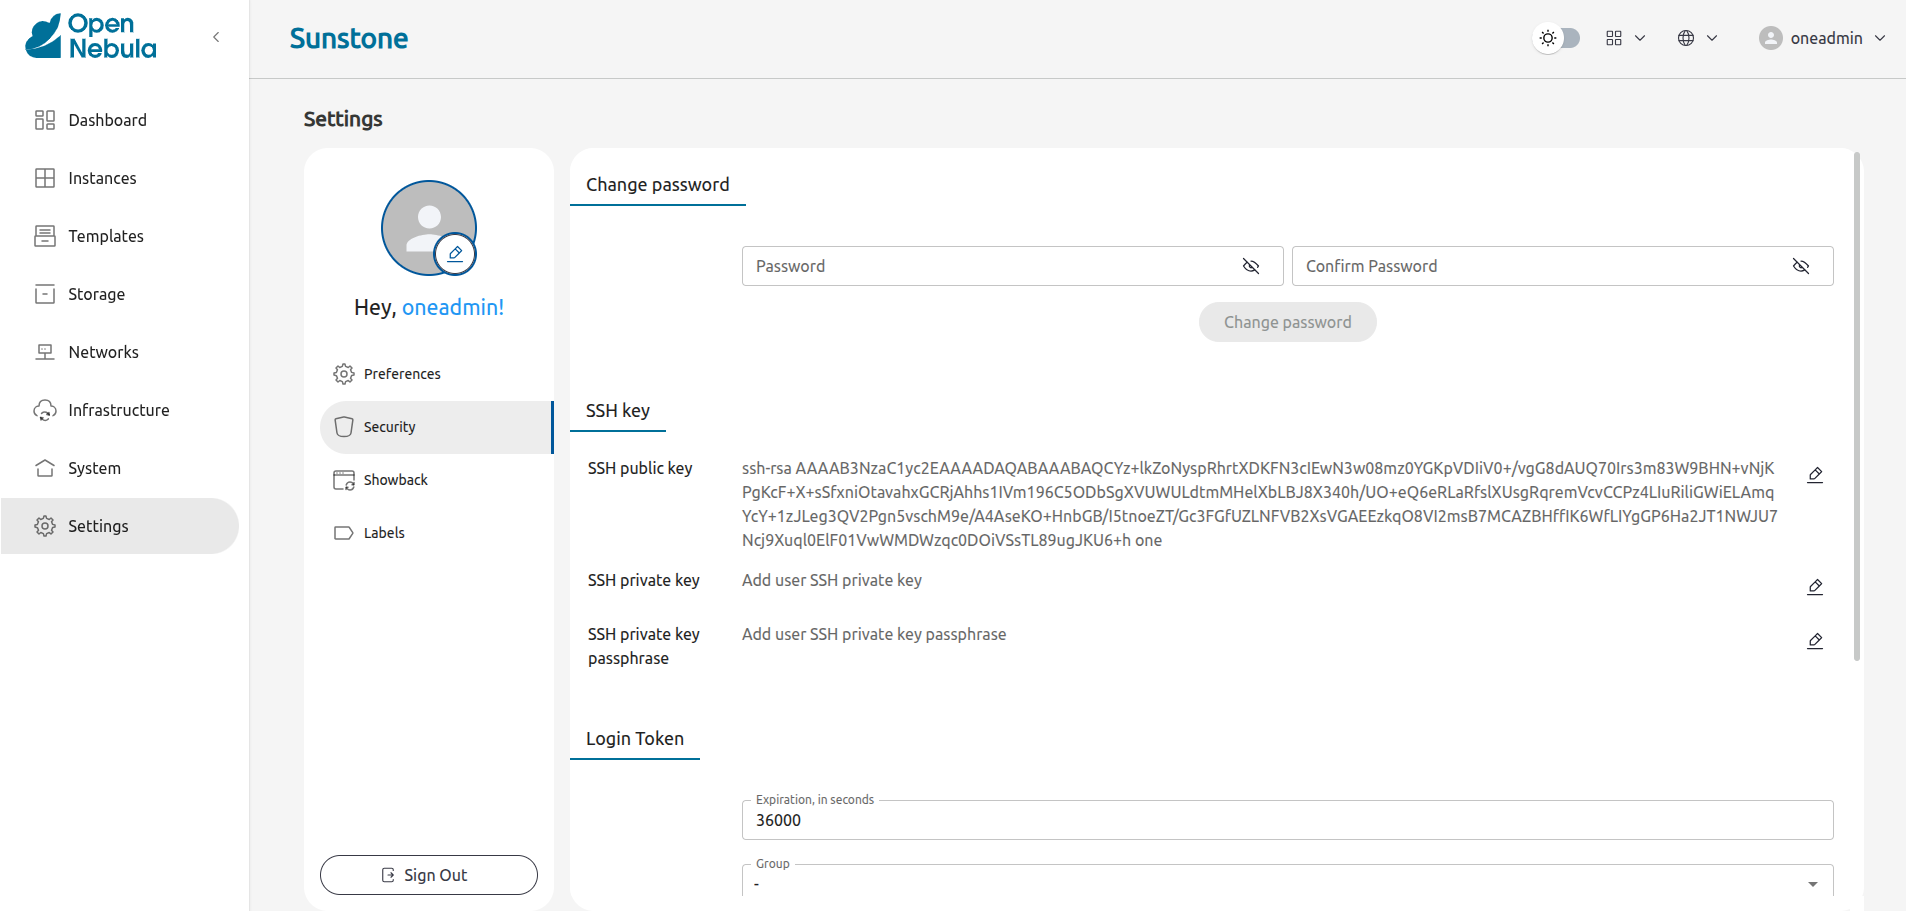 Open
Nebula
Sunstone
oneadmin
Dashboard
Instances
Templates
Storage
Networks
Infrastructure
System
Settings
Settings
Hey, oneadmin!
Preferences
Security
Showback
Labels
Sign Out
Change password
Password
Confirm Password
Change password
SSH key
SSH public key
ssh-rsa AAAAB3NzaC1yc2EAAAADAQABAAABAQCYz+lkZoNyspRhrtXDKFN3cIEwN3w08mz0YGKpVDIiV0+/vgG8dAUQ70Irs3m83W9BHN+vNjK
PgKcF+X+sSfxniOtavahxGCRjAhhs1IVm196C5ODbSgXVUWULdtmMHelXbLBJ8X340h/UO+eQ6eRLaRfslXUsgRqremVcvCCPz4LIuRiliGWiELAmq
YcY+1zJLeg3QV2Pgn5vschM9e/A4AseKO+HnbGB/I5tnoeZT/Gc3FGfUZLNFVB2XsVGAEEzkqO8VI2msB7MCAZBHffIK6WfLIYgGP6Ha2JT1NWJU7
Ncj9Xuql0ElF01VwWMDWzqc0DOiVSsTL89ugJKU6+h one
SSH private key
Add user SSH private key
SSH private key
passphrase
Add user SSH private key passphrase
Login Token
Expiration, in seconds
36000
Group
-